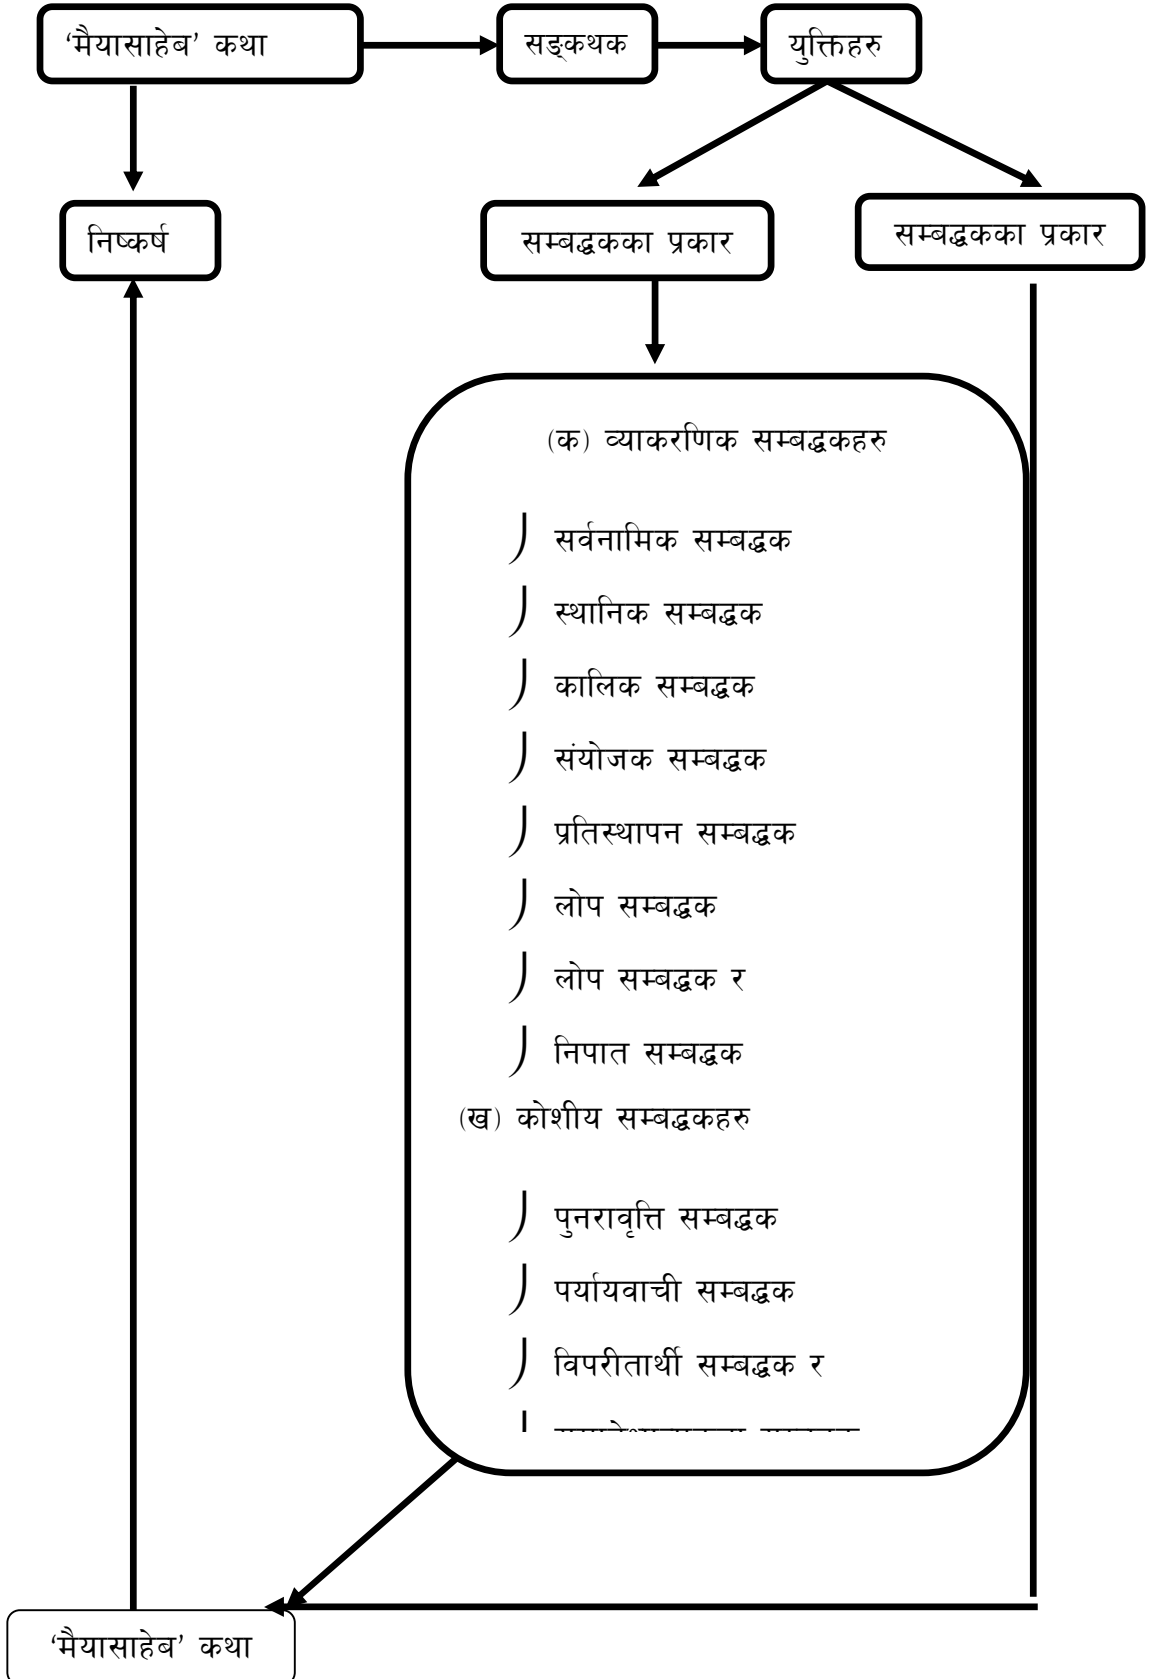 ‘मैयासाहेब’ कथा
सङ्कथक
युक्तिहरु
निष्कर्ष
सम्बद्धकका प्रकार
सम्बद्धकका प्रकार
(क) व्याकरणिक सम्बद्धकहरु
सर्वनामिक सम्बद्धक
स्थानिक सम्बद्धक
कालिक सम्बद्धक
संयोजक सम्बद्धक
प्रतिस्थापन सम्बद्धक
लोप सम्बद्धक
लोप सम्बद्धक र
निपात सम्बद्धक
(ख) कोशीय सम्बद्धकहरु
पुनरावृत्ति सम्बद्धक
पर्यायवाची सम्बद्धक
विपरीतार्थी सम्बद्धक र
‘मैयासाहेब’ कथा